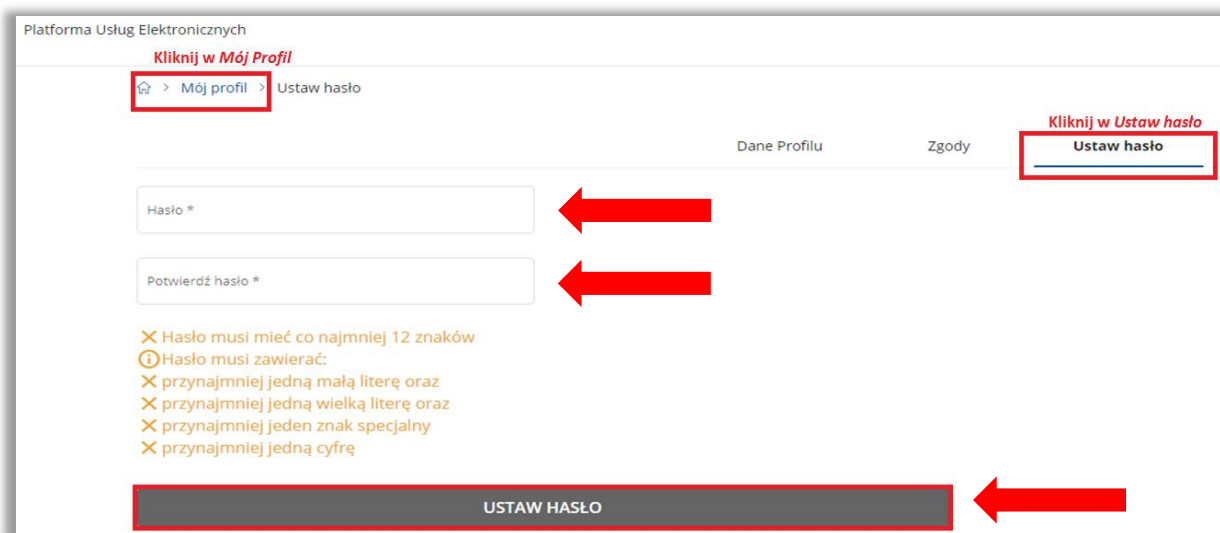 Platforma Usług Elektronicznych
Kliknij w Mój Profil
> Mój profil > Ustaw hasło
Kliknij w Ustaw hasło
Dane Profilu Zgody Ustaw hasło
Hasło *
Potwierdź hasło *
Hasło musi mieć co najmniej 12 znaków
Hasło musi zawierać:
przynajmniej jedną małą literę oraz
przynajmniej jedną wielką literę oraz
przynajmniej jeden znak specjalny
przynajmniej jedną cyfrę
USTAW HASŁO